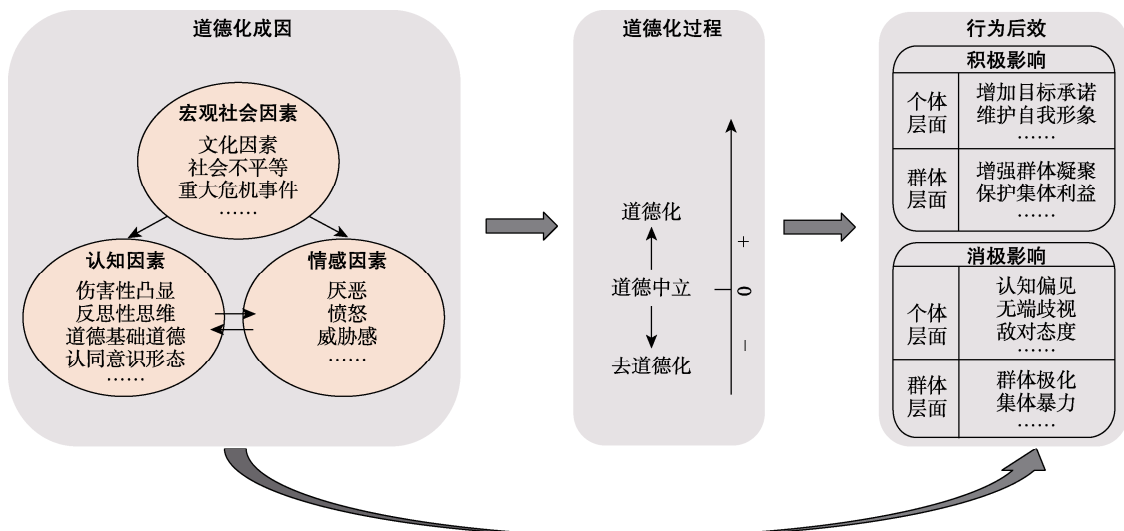 道德化成因
宏观社会因素
文化因素
社会不平等
重大危机事件
……
认知因素
伤害性凸显
反思性思维
道德基础道德
认同意识形态
……
情感因素
厌恶
愤怒
威胁感
……
道德化过程
道德化
道德中立
去道德化
+
0
−
行为后效
积极影响
个体
层面
增加目标承诺
维护自我形象
……
群体
层面
增强群体凝聚
保护集体利益
……
消极影响
个体
层面
认知偏见
无端歧视
敌对态度
……
群体
层面
群体极化
集体暴力
……